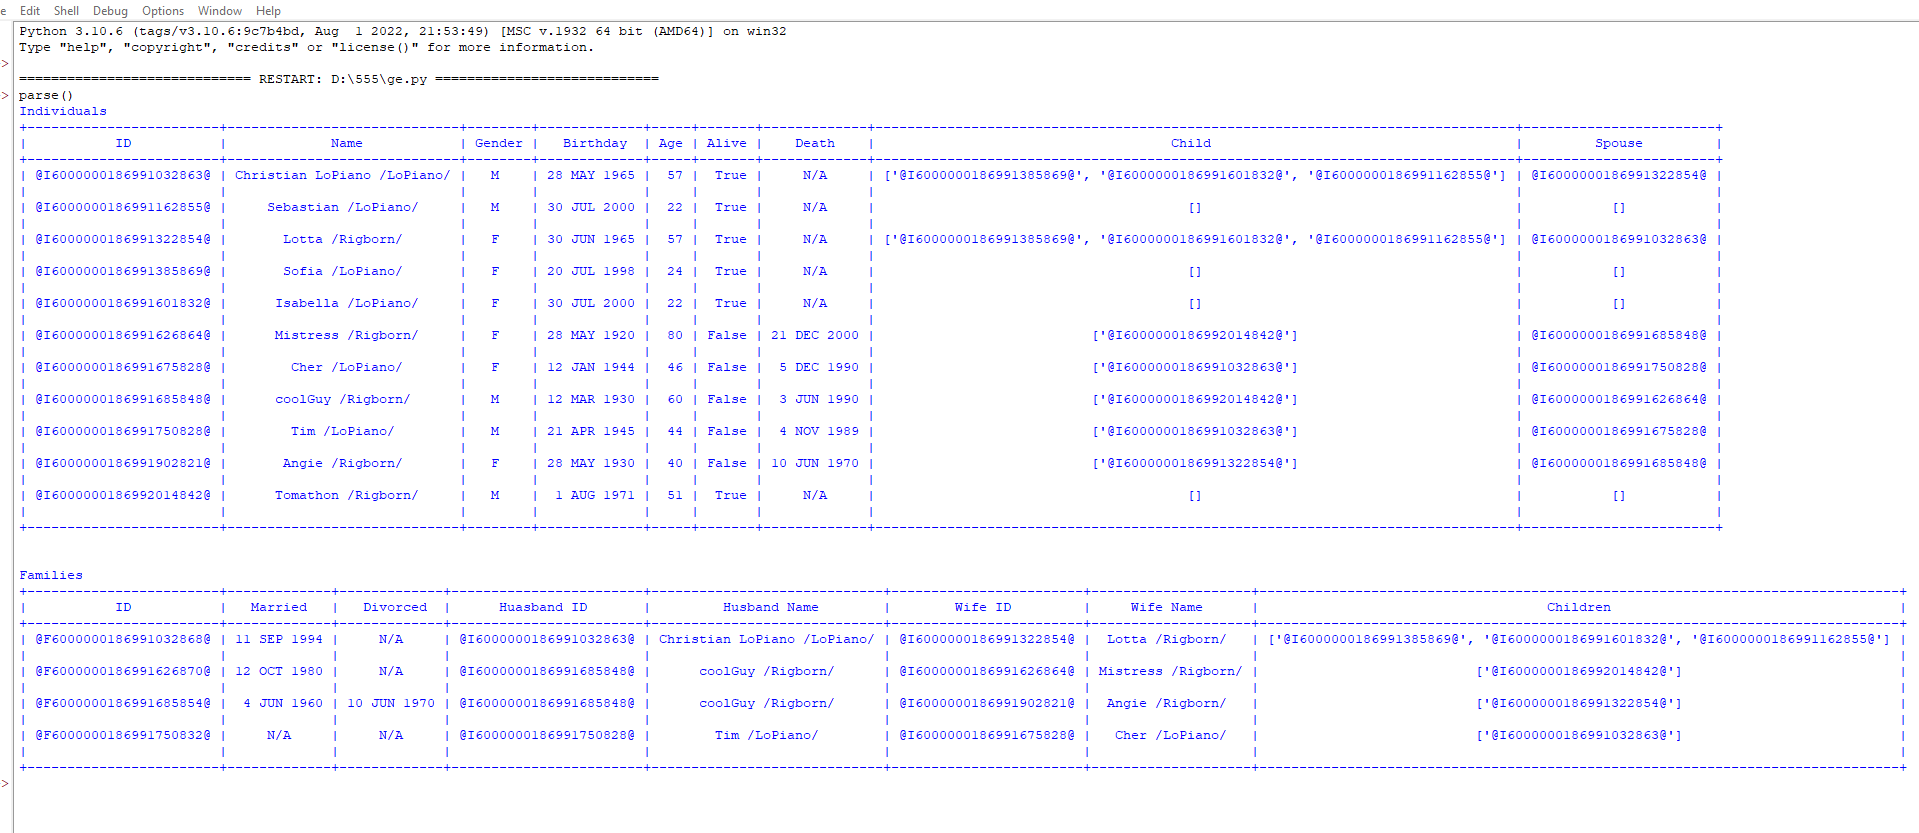 e Edit Shell Debug Options Window Help
Python 3.10.6 (tags/v3.10.6:9c7b4bd, Aug  1 2022, 21:53:49) [MSC v.1932 64 bit (AMD64)] on win32
Type "help", "copyright", "credits" or "license()" for more information.
>
============================= RESTART: D:\555\ge.py ============================
> parse()
Individuals
| ID | Name | Gender | Birthday | Age | Alive | Death | Child | Spouse |
| @I6000000186991032863@ | Christian LoPiano /LoPiano/ | M | 28 MAY 1965 | 57 | True | N/A | ['@I6000000186991385869@', '@I6000000186991601832@', '@I6000000186991162855@'] | @I6000000186991322854@ |
| @I6000000186991162855@ | Sebastian /LoPiano/ | M | 30 JUL 2000 | 22 | True | N/A | [] | [] |
| @I6000000186991322854@ | Lotta /Rigborn/ | F | 30 JUN 1965 | 57 | True | N/A | ['@I6000000186991385869@', '@I6000000186991601832@', '@I6000000186991162855@'] | @I6000000186991032863@ |
| @I6000000186991385869@ | Sofia /LoPiano/ | F | 20 JUL 1998 | 24 | True | N/A | [] | [] |
| @I6000000186991601832@ | Isabella /LoPiano/ | F | 30 JUL 2000 | 22 | True | N/A | [] | [] |
| @I6000000186991626864@ | Mistress /Rigborn/ | F | 28 MAY 1920 | 80 | False | 21 DEC 2000 | ['@I6000000186992014842@'] | @I6000000186991685848@ |
| @I6000000186991675828@ | Cher /LoPiano/ | F | 12 JAN 1944 | 46 | False | 5 DEC 1990 | ['@I6000000186991032863@'] | @I6000000186991750828@ |
| @I6000000186991685848@ | coolGuy /Rigborn/ | M | 12 MAR 1930 | 60 | False | 3 JUN 1990 | ['@I6000000186992014842@'] | @I6000000186991626864@ |
| @I6000000186991750828@ | Tim /LoPiano/ | M | 21 APR 1945 | 44 | False | 4 NOV 1989 | ['@I6000000186991032863@'] | @I6000000186991675828@ |
| @I6000000186991902821@ | Angie /Rigborn/ | F | 28 MAY 1930 | 40 | False | 10 JUN 1970 | ['@I6000000186991322854@'] | @I6000000186991685848@ |
| @I6000000186992014842@ | Tomathon /Rigborn/ | M | 1 AUG 1971 | 51 | True | N/A | [] | [] |
Families
| ID | Married | Divorced | Huasband ID | Husband Name | Wife ID | Wife Name | Children |
| @F6000000186991032868@ | 11 SEP 1994 | N/A | @I6000000186991032863@ | Christian LoPiano /LoPiano/ | @I6000000186991322854@ | Lotta /Rigborn/ | ['@I6000000186991385869@', '@I6000000186991601832@', '@I6000000186991162855@'] |
| @F6000000186991626870@ | 12 OCT 1980 | N/A | @I6000000186991685848@ | coolGuy /Rigborn/ | @I6000000186991626864@ | Mistress /Rigborn/ | ['@I6000000186992014842@'] |
| @F6000000186991685854@ | 4 JUN 1960 | 10 JUN 1970 | @I6000000186991685848@ | coolGuy /Rigborn/ | @I6000000186991902821@ | Angie /Rigborn/ | ['@I6000000186991322854@'] |
| @F6000000186991750832@ | N/A | N/A | @I6000000186991750828@ | Tim /LoPiano/ | @I6000000186991675828@ | Cher /LoPiano/ | ['@I6000000186991032863@'] |
>